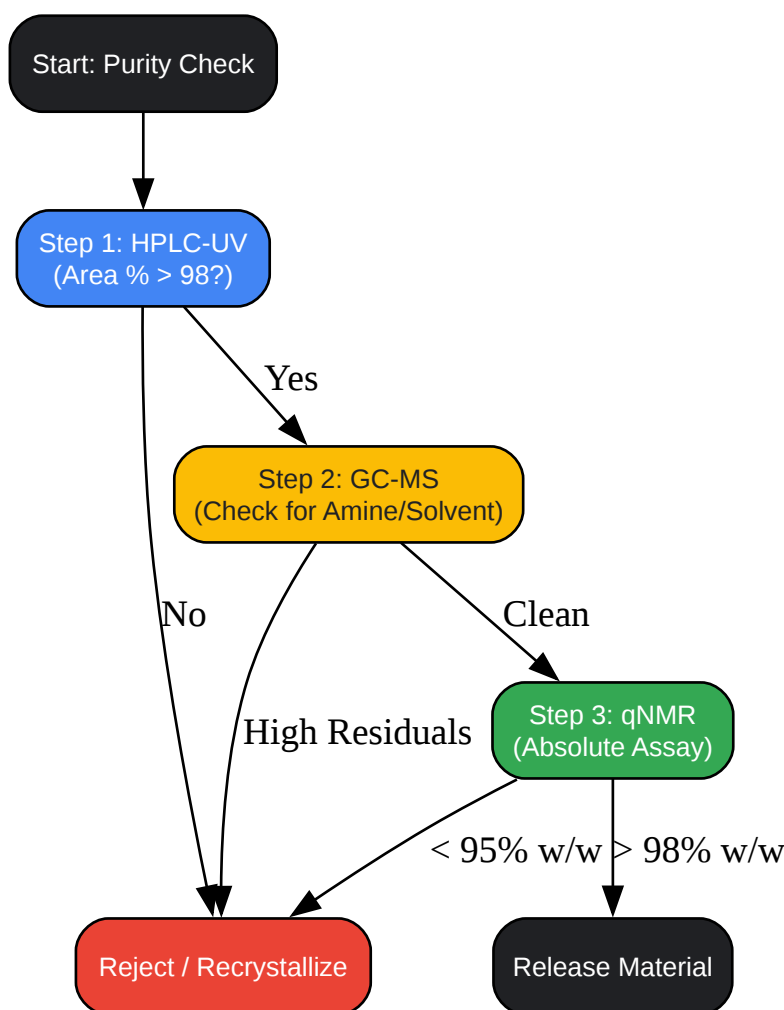 Start: Purity Check
Step 1: HPLC-UV
(Area % > 98?)
Yes
Step 2: GC-MS
(Check for Amine/Solvent)
No
Clean
High Residuals
Step 3: qNMR
(Absolute Assay)
< 95% w/w
> 98% w/w
Reject / Recrystallize
Release Material